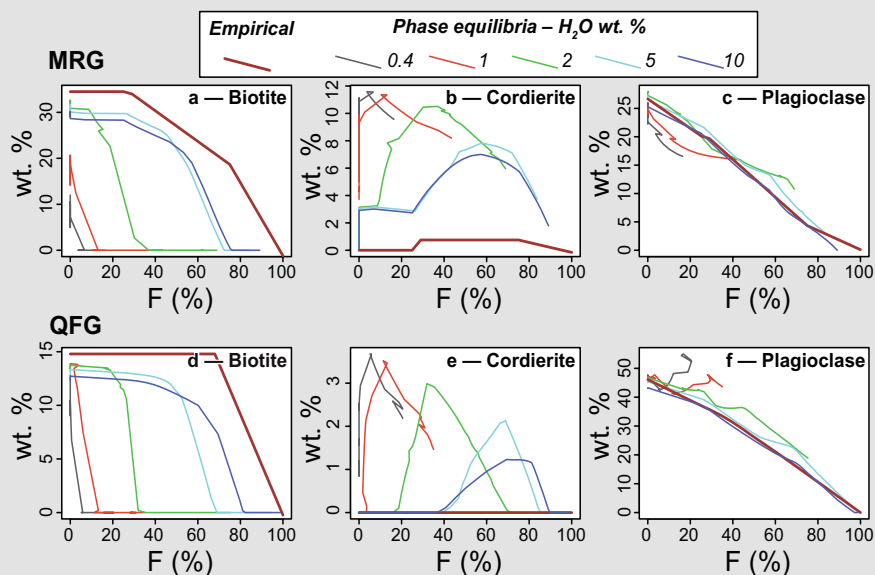 Empirical Phase equilibria – H2O wt. %
0.4 1 2 5 10
MRG
a — Biotite
b — Cordierite
c — Plagioclase
wt. %
0 10 20 30
0 20 40 60 80 100
F (%)
wt. %
0 2 4 6 8 10 12
0 20 40 60 80 100
F (%)
wt. %
0 5 10 15 20 25
0 20 40 60 80 100
F (%)
QFG
d — Biotite
e — Cordierite
f — Plagioclase
wt. %
0 5 10 15
0 20 40 60 80 100
F (%)
wt. %
0 1 2 3
0 20 40 60 80 100
F (%)
wt. %
0 10 20 30 40 50
0 20 40 60 80 100
F (%)